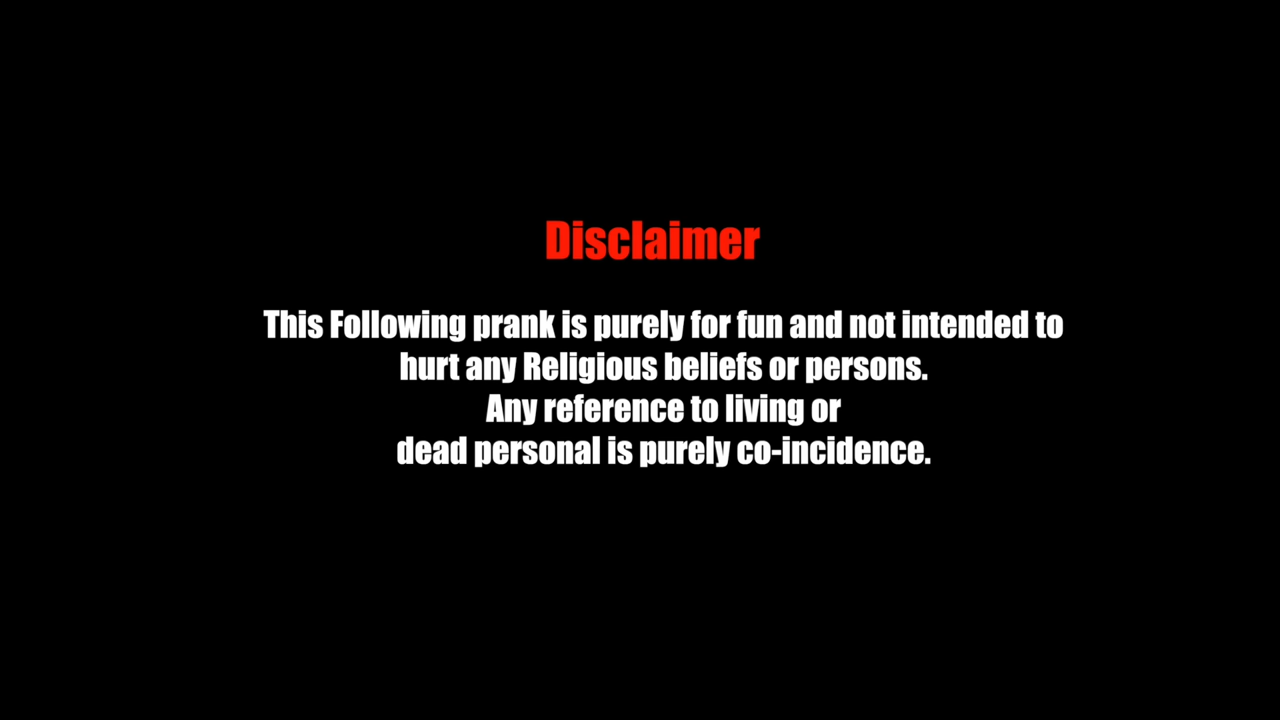 Disclaimer
This Following prank is purely for fun and not intended to
hurt any Religious beliefs or persons.
Any reference to living or
dead personal is purely co-incidence.